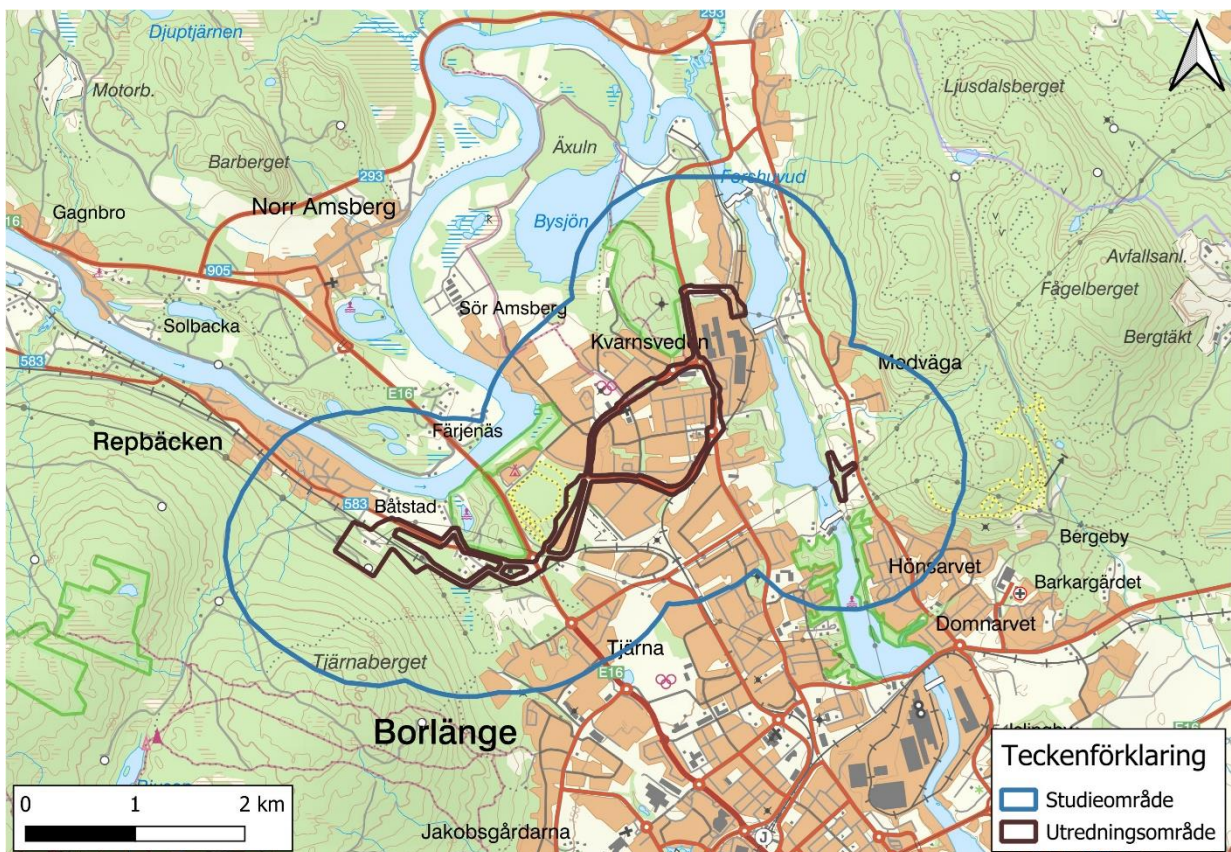 293
Djuptjärnen
Motorb.
Ljusdalsberget
Äxuln
Barberget
293
Forshuvud
Gagnbro
Norr Amsberg
Bysjön
E16
Avfallsanl.
905
Fågelberget
Sör Amsberg
Solbacka
Bergtäkt
Kvarnsveden
583
Medväga
E16
Färjenäs
Repbäcken
583
Båtstad
Bergeby
Hönsarvet
Barkargärdet
Domnarvet
Tjärna
Tjärnaberget
E16
Borlänge
E16
Teckenförklaring
0 1 2 km
Studieområde
Utredningsområde
Jakobsgårdarna
J